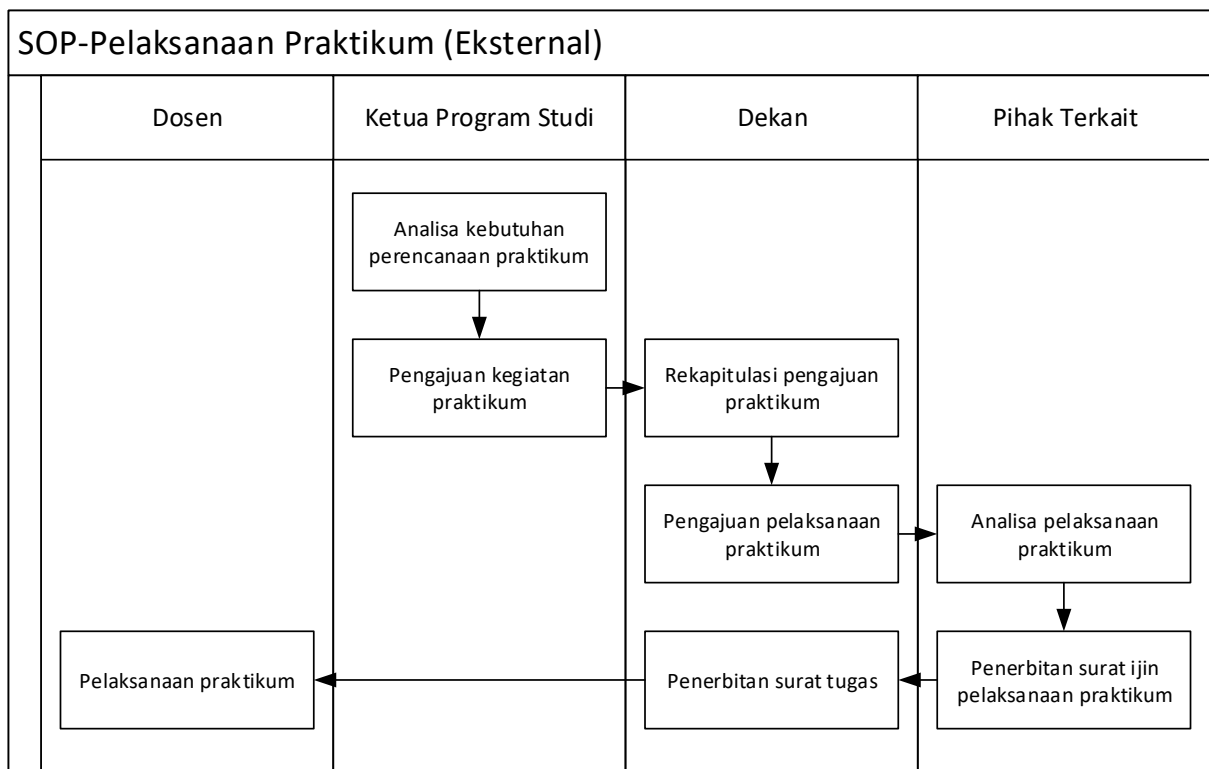 SOP-Pelaksanaan Praktikum (Eksternal)
Dosen
Ketua Program Studi
Dekan
Pihak Terkait
Analisa kebutuhan
perencanaan praktikum
Pengajuan kegiatan
praktikum
Rekapitulasi pengajuan
praktikum
Pengajuan pelaksanaan
praktikum
Analisa pelaksanaan
praktikum
Pelaksanaan praktikum
Penerbitan surat tugas
Penerbitan surat ijin
pelaksanaan praktikum